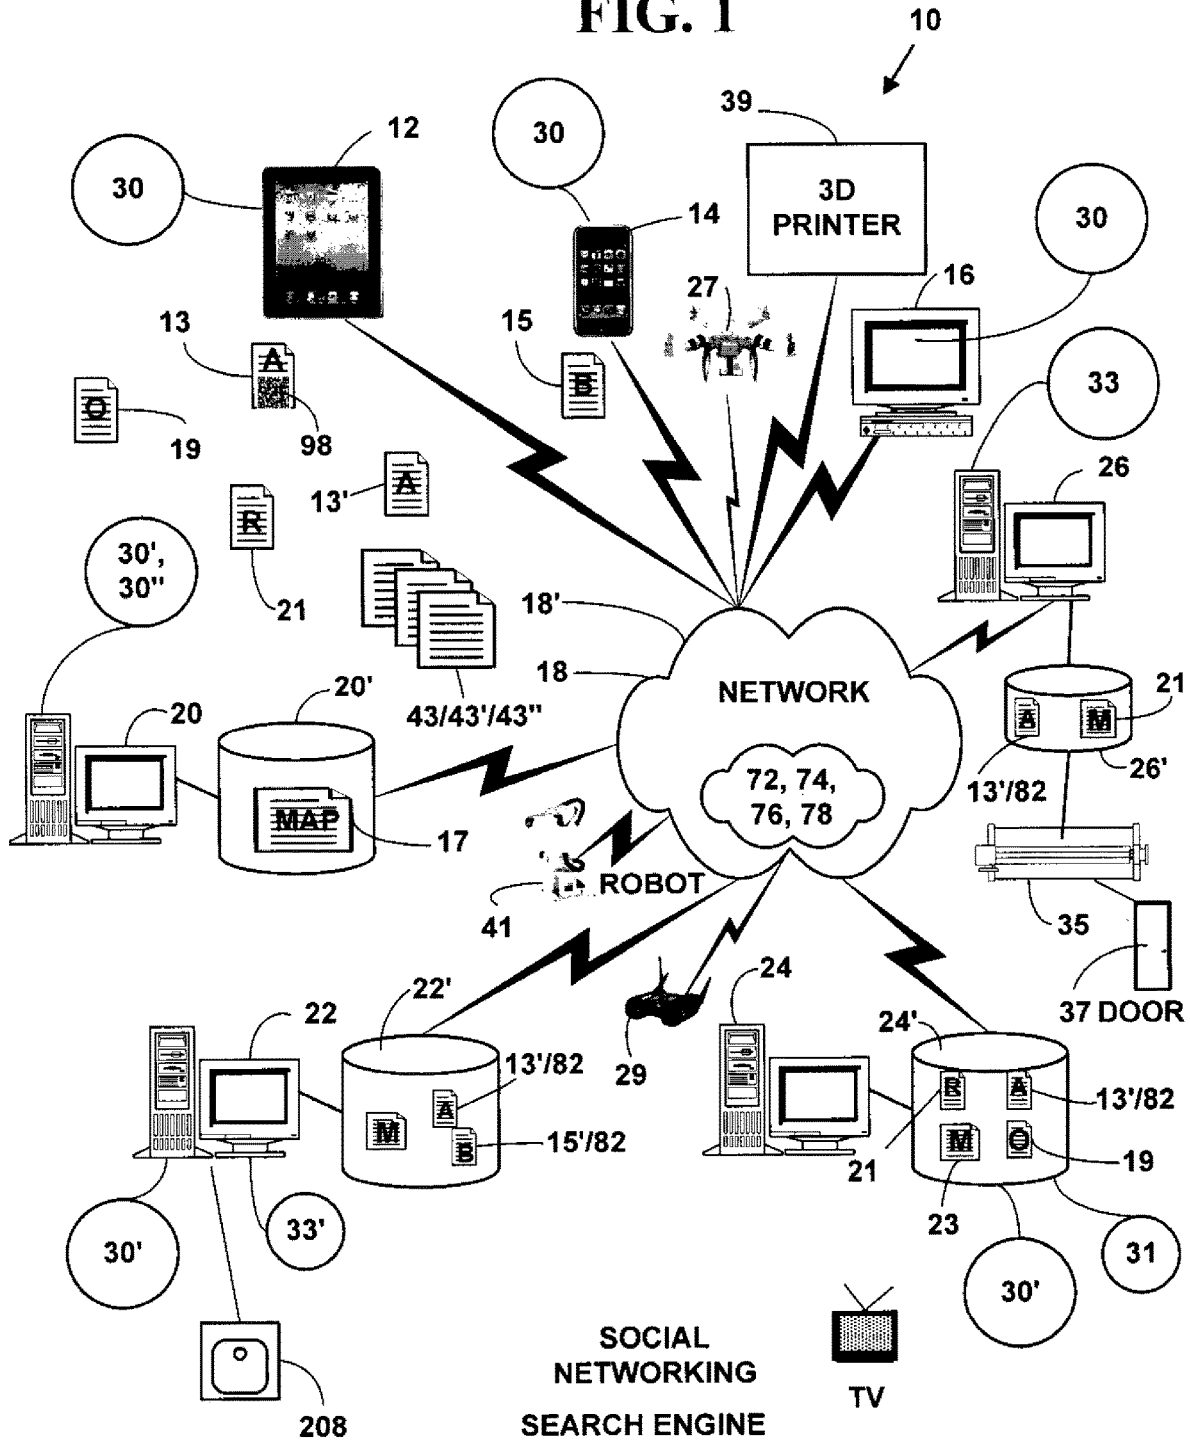 FIG. 1
10
39
12
30
30
3D
PRINTER
30
14
16
27
15
B
13
A
98
O
19
33
13'
A
R
21
30',
30"
43/43'/43"
26
18'
18
NETWORK
72, 74,
76, 78
20
20'
MAP
17
21
A
M
13'/82
26'
ROBOT
41
35
37 DOOR
22
22'
13'/82
A
M
B
15'/82
29
24
24'
R
A
13'/82
M
O
21
19
23
30'
33'
31
30'
208
SOCIAL
NETWORKING
SEARCH ENGINE
TV